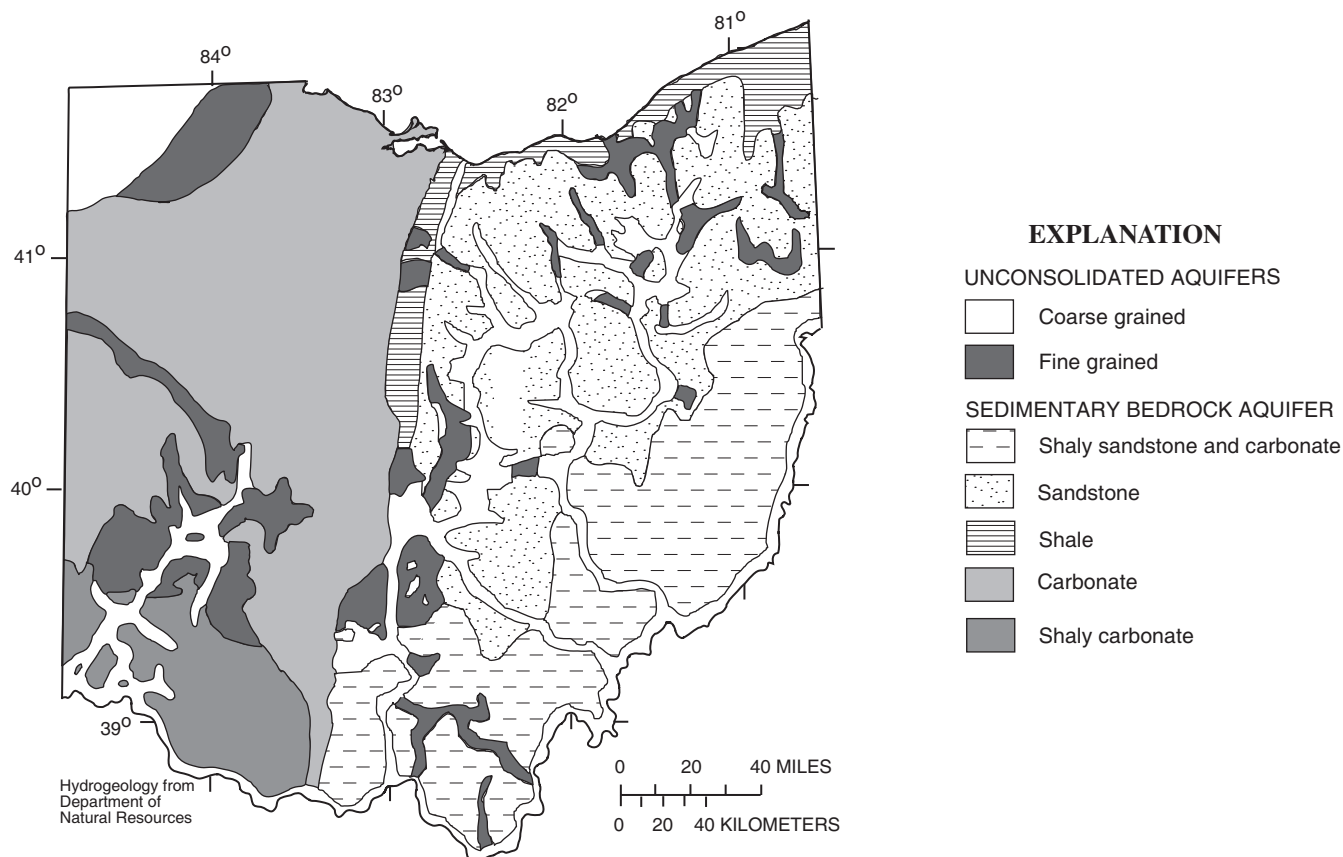 84°
83°
82°
81°
41°
40°
39°
Hydrogeology from
Department of
Natural Resources
0 20 40 MILES
0 20 40 KILOMETERS
EXPLANATION
UNCONSOLIDATED AQUIFERS
Coarse grained
Fine grained
SEDIMENTARY BEDROCK AQUIFER
Shaly sandstone and carbonate
Sandstone
Shale
Carbonate
Shaly carbonate